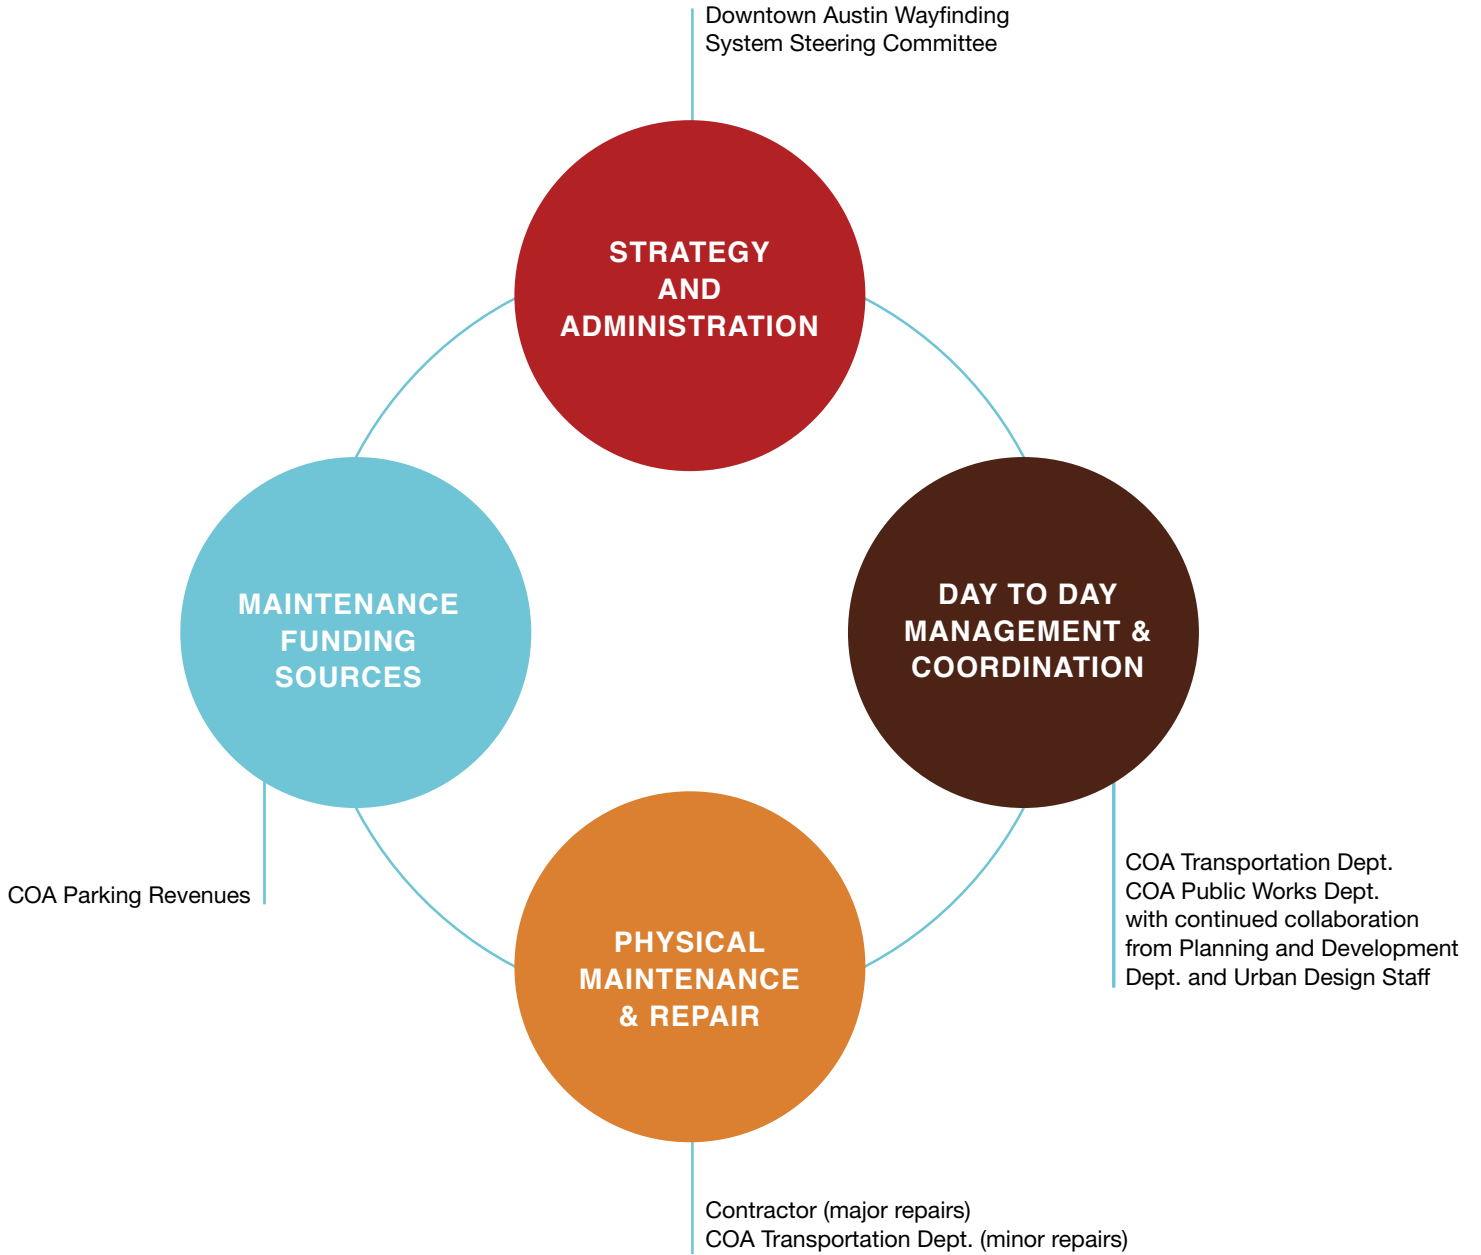 Downtown Austin Wayfinding
System Steering Committee
STRATEGY
AND
ADMINISTRATION
MAINTENANCE
FUNDING
SOURCES
DAY TO DAY
MANAGEMENT &
COORDINATION
COA Parking Revenues
COA Transportation Dept.
COA Public Works Dept.
with continued collaboration
from Planning and Development
Dept. and Urban Design Staff
PHYSICAL
MAINTENANCE
& REPAIR
Contractor (major repairs)
COA Transportation Dept. (minor repairs)